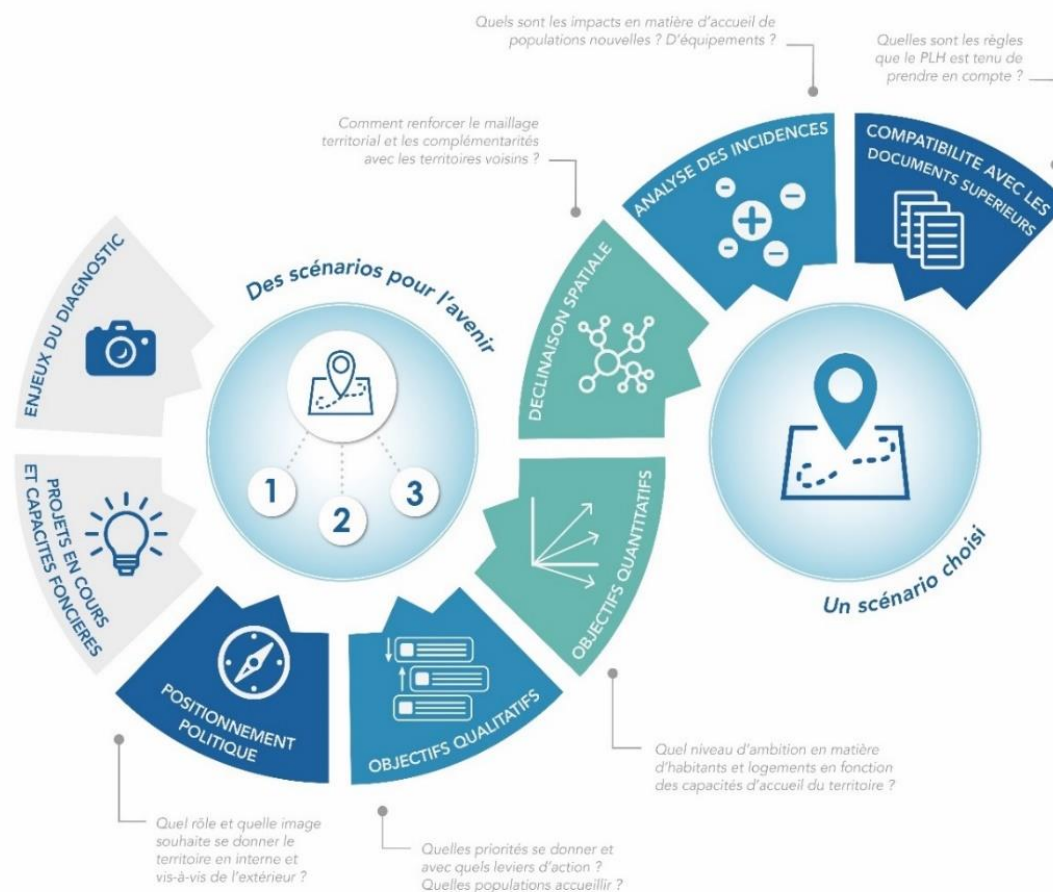 Quels sont les impacts en matière d'accueil de
populations nouvelles ? D'équipements ?
Quelles sont les règles
que le PLH est tenu de
prendre en compte ?
Comment renforcer le maillage
territorial et les complémentarités
avec les territoires voisins ?
ENJEUX DU DIAGNOSTIC
PROJETS EN COURS
ET CAPACITES FONCIERES
POSITIONNEMENT
POLITIQUE
OBJECTIFS QUALITATIFS
OBJECTIFS QUANTITATIFS
DECLINAISON SPATIALE
ANALYSE DES INCIDENCES
COMPATIBILITE AVEC LES
DOCUMENTS SUPERIEURS
Des scénarios pour l'avenir
1
2
3
Un scénario choisi
Quel niveau d'ambition en matière
d'habitants et logements en fonction
des capacités d'accueil du territoire ?
Quel rôle et quelle image
souhaite se donner le
territoire en interne et
vis-à-vis de l'extérieur ?
Quelles priorités se donner et
avec quels leviers d'action ?
Quelles populations accueillir ?